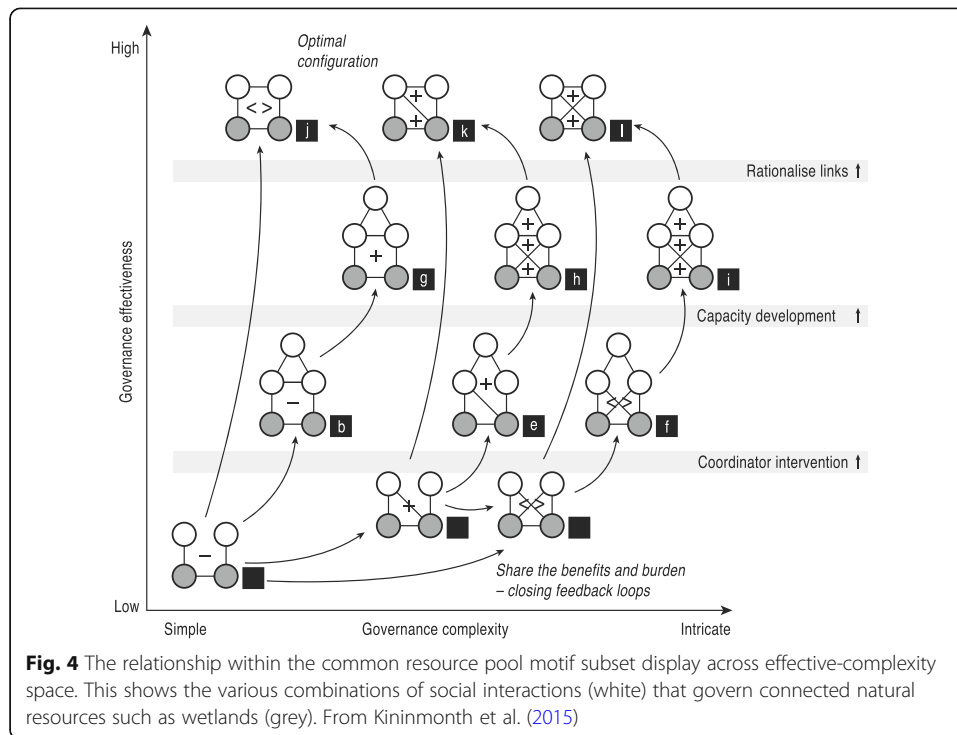 High
Optimal
configuration
< >
+
+
+
+
j
k
l
Rationalise links ↑
+
+
+
+
+
+
+
g
h
i
Governance effectiveness
Capacity development ↑
−
+
< >
b
e
f
Coordinator intervention ↑
+
< >
−
Share the benefits and burden
– closing feedback loops
Low
Simple Governance complexity Intricate
Fig. 4 The relationship within the common resource pool motif subset display across effective-complexity
space. This shows the various combinations of social interactions (white) that govern connected natural
resources such as wetlands (grey). From Kininmonth et al. (2015)